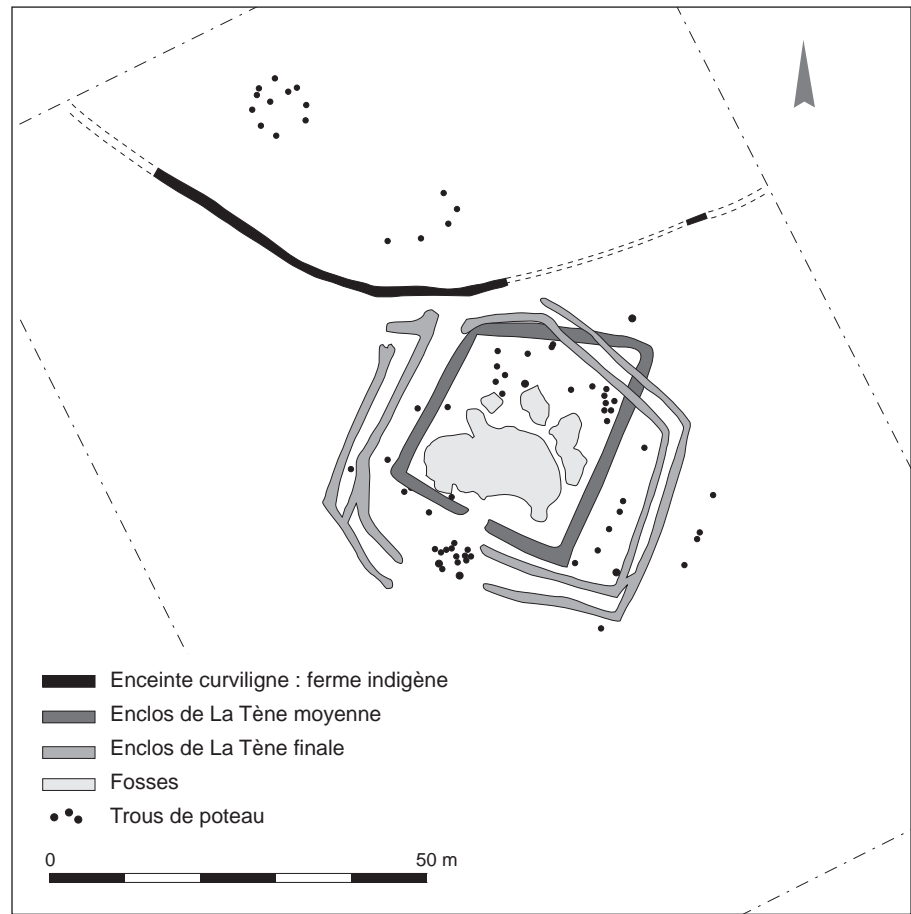 Enceinte curviligne : ferme indigène
Enclos de La Tène moyenne
Enclos de La Tène finale
Fosses
Trous de poteau
0 50 m